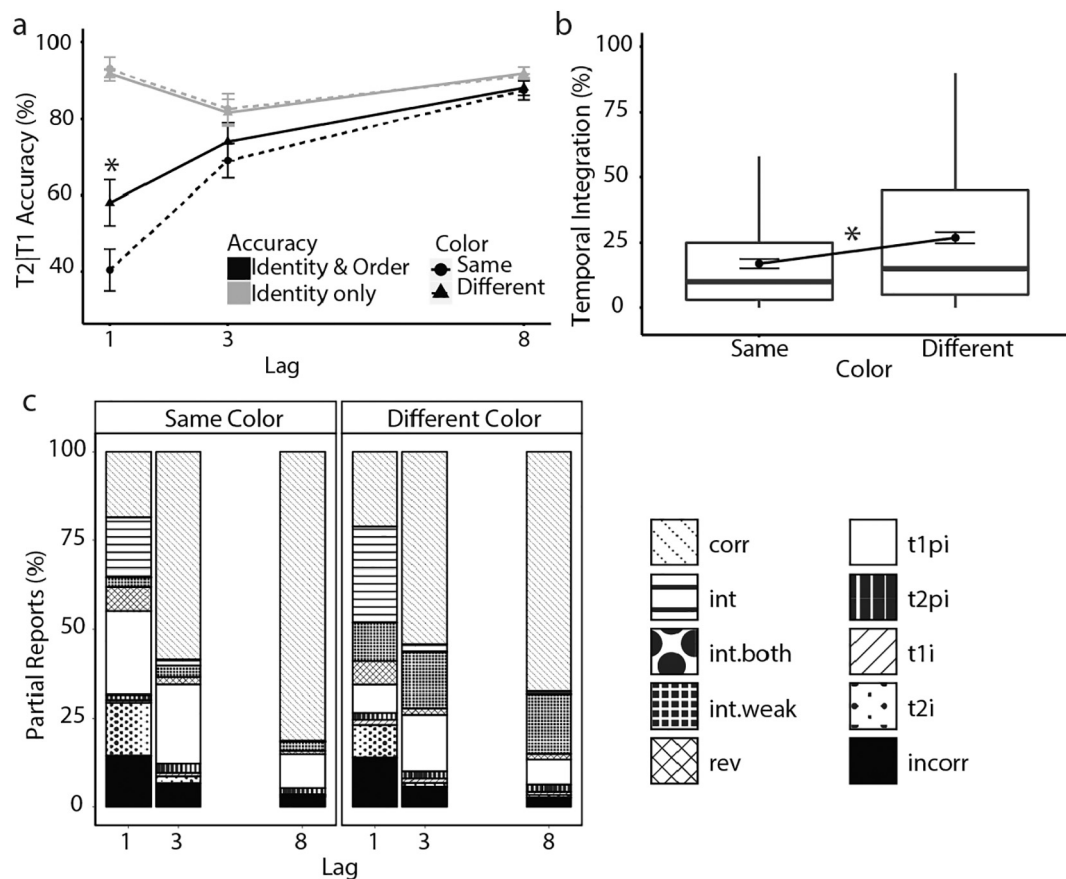 a
T2|T1 Accuracy (%)
100
80
60
40
*
Accuracy
Identity & Order
Identity only
Color
Same
Different
1
3
8
Lag
b
Temporal Integration (%)
100
75
50
25
0
*
Same
Different
Color
c
Same Color
Different Color
Partial Reports (%)
100
75
50
25
0
1
3
8
1
3
8
Lag
corr
int
int.both
int.weak
rev
t1pi
t2pi
t1i
t2i
incorr